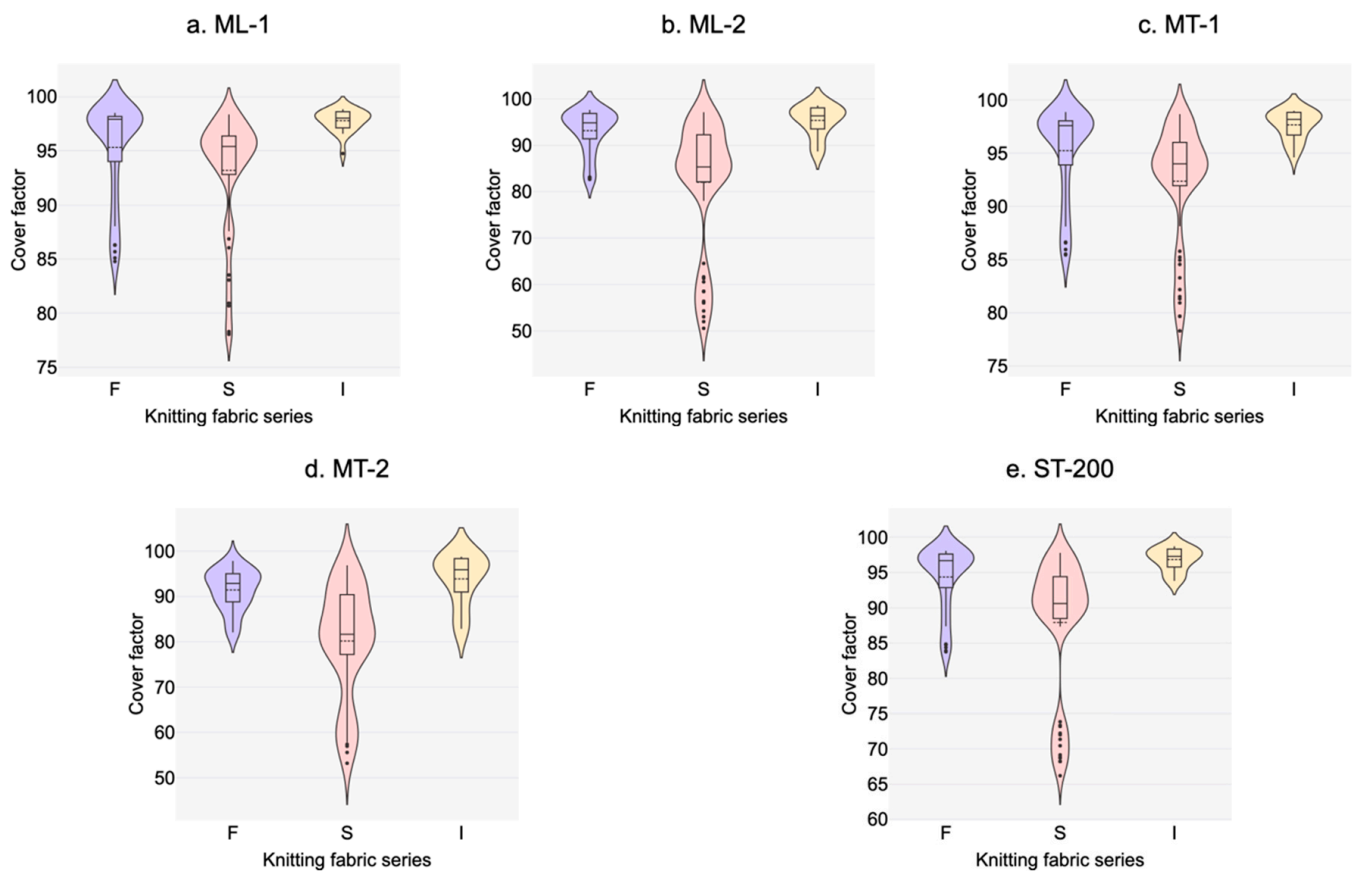 a. ML-1
b. ML-2
c. MT-1
Cover factor
100
95
90
85
80
75
F
S
I
Knitting fabric series
Cover factor
100
90
80
70
60
50
F
S
I
Knitting fabric series
Cover factor
100
95
90
85
80
75
F
S
I
Knitting fabric series
d. MT-2
e. ST-200
Cover factor
100
90
80
70
60
50
F
S
I
Knitting fabric series
Cover factor
100
95
90
85
80
75
70
65
60
F
S
I
Knitting fabric series